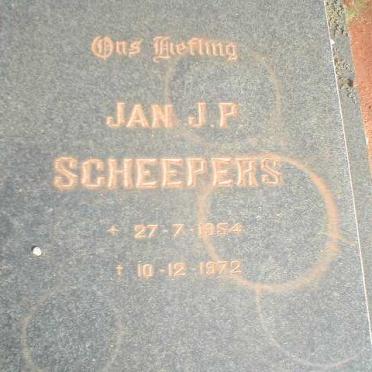 Ons Liefling
JAN J.P.
SCHEEPERS
+ 27-7-1954
† 10-12-1972